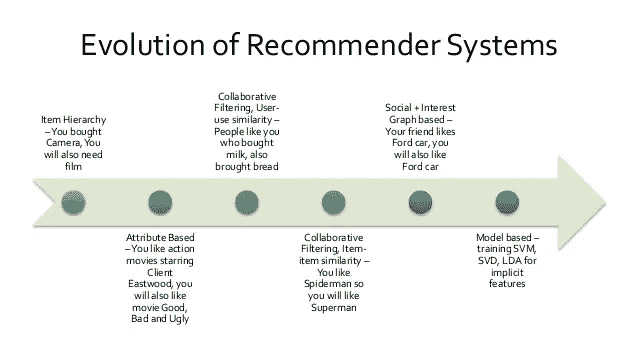 Evolution of Recommender Systems
Item Hierarchy
–You bought
Camera, You
will also need
film
Attribute Based
–You like action
movies starring
Client
Eastwood, you
will also like
movie Good,
Bad and Ugly
Collaborative
Filtering, User-
use similarity –
People like you
who bought
milk, also
brought bread
Collaborative
Filtering, Item-
item similarity –
You like
Spiderman so
you will like
Superman
Social + Interest
Graph based –
Your friend likes
Ford car, you
will also like
Ford car
Model based –
training SVM,
SVD, LDA for
implicit
features